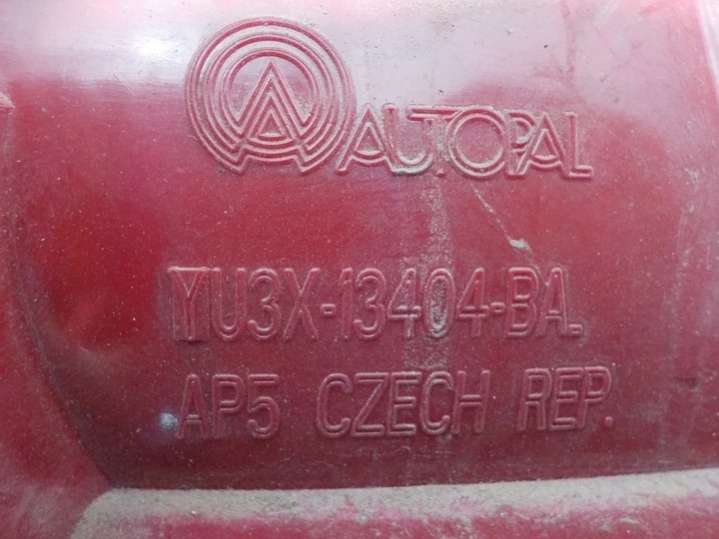 AUTOPAL
YU3X-13404-BA.
AP5 CZECH REP.